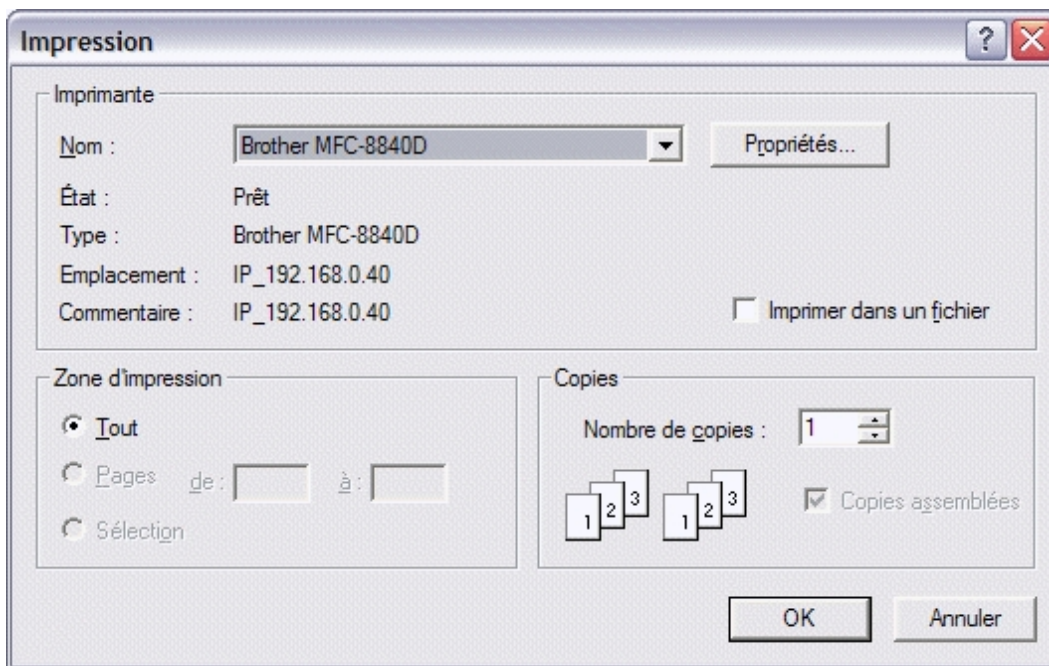 Impression
Imprimante
Nom : Brother MFC-8840D Propriétés...
État : Prêt
Type : Brother MFC-8840D
Emplacement : IP_192.168.0.40
Commentaire : IP_192.168.0.40 Imprimer dans un fichier
Zone d'impression
Tout
Pages de : à :
Sélection
Copies
Nombre de copies : 1
1 2 3 1 2 3 Copies assemblées
OK Annuler